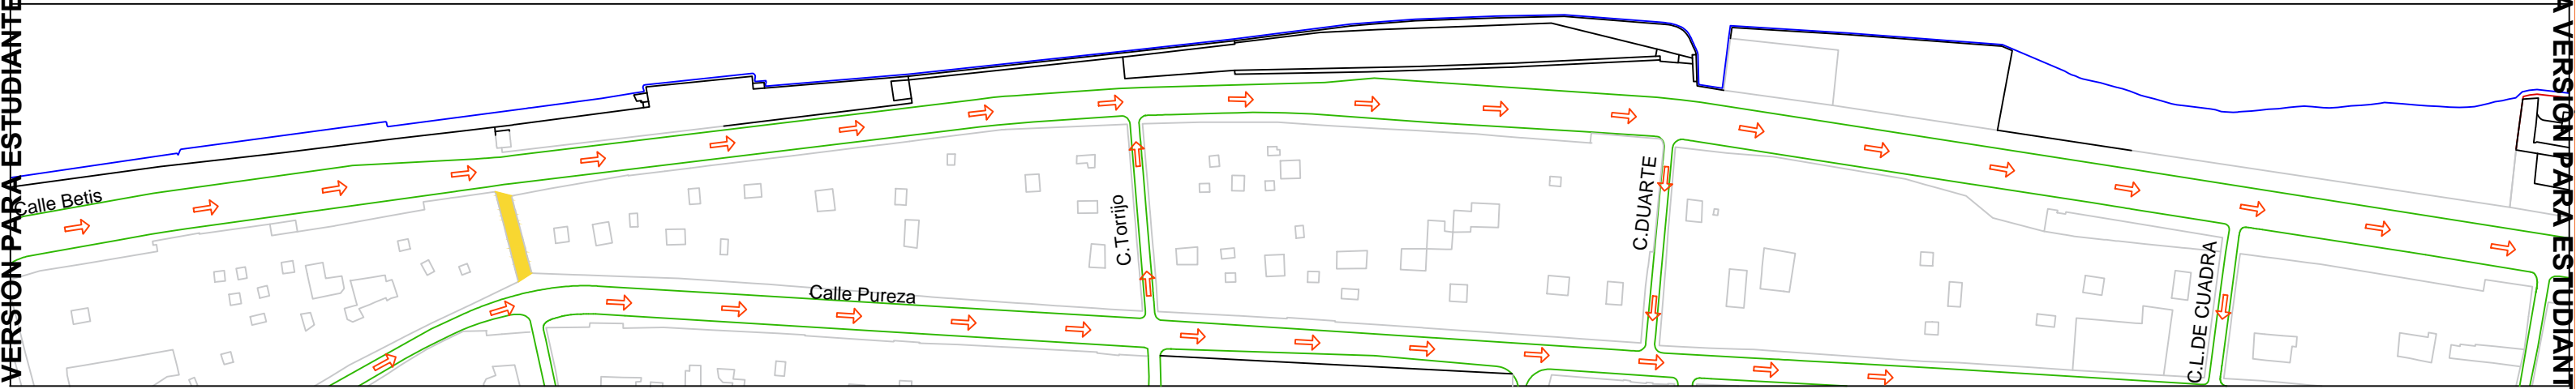 VERSION PARA ESTUDIANTE
Calle Betis
Calle Pureza
C.Torrijo
C.DUARTE
C.L.DE CUADRA
A VERSION PARA ESTUDIANT